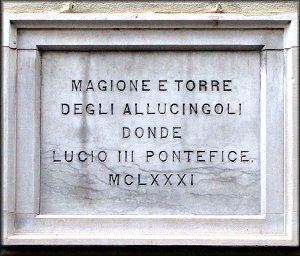 MAGIONE E TORRE
DEGLI ALLUCINGOLI
DONDE
LUCIO III PONTEFICE.
MCLXXXI